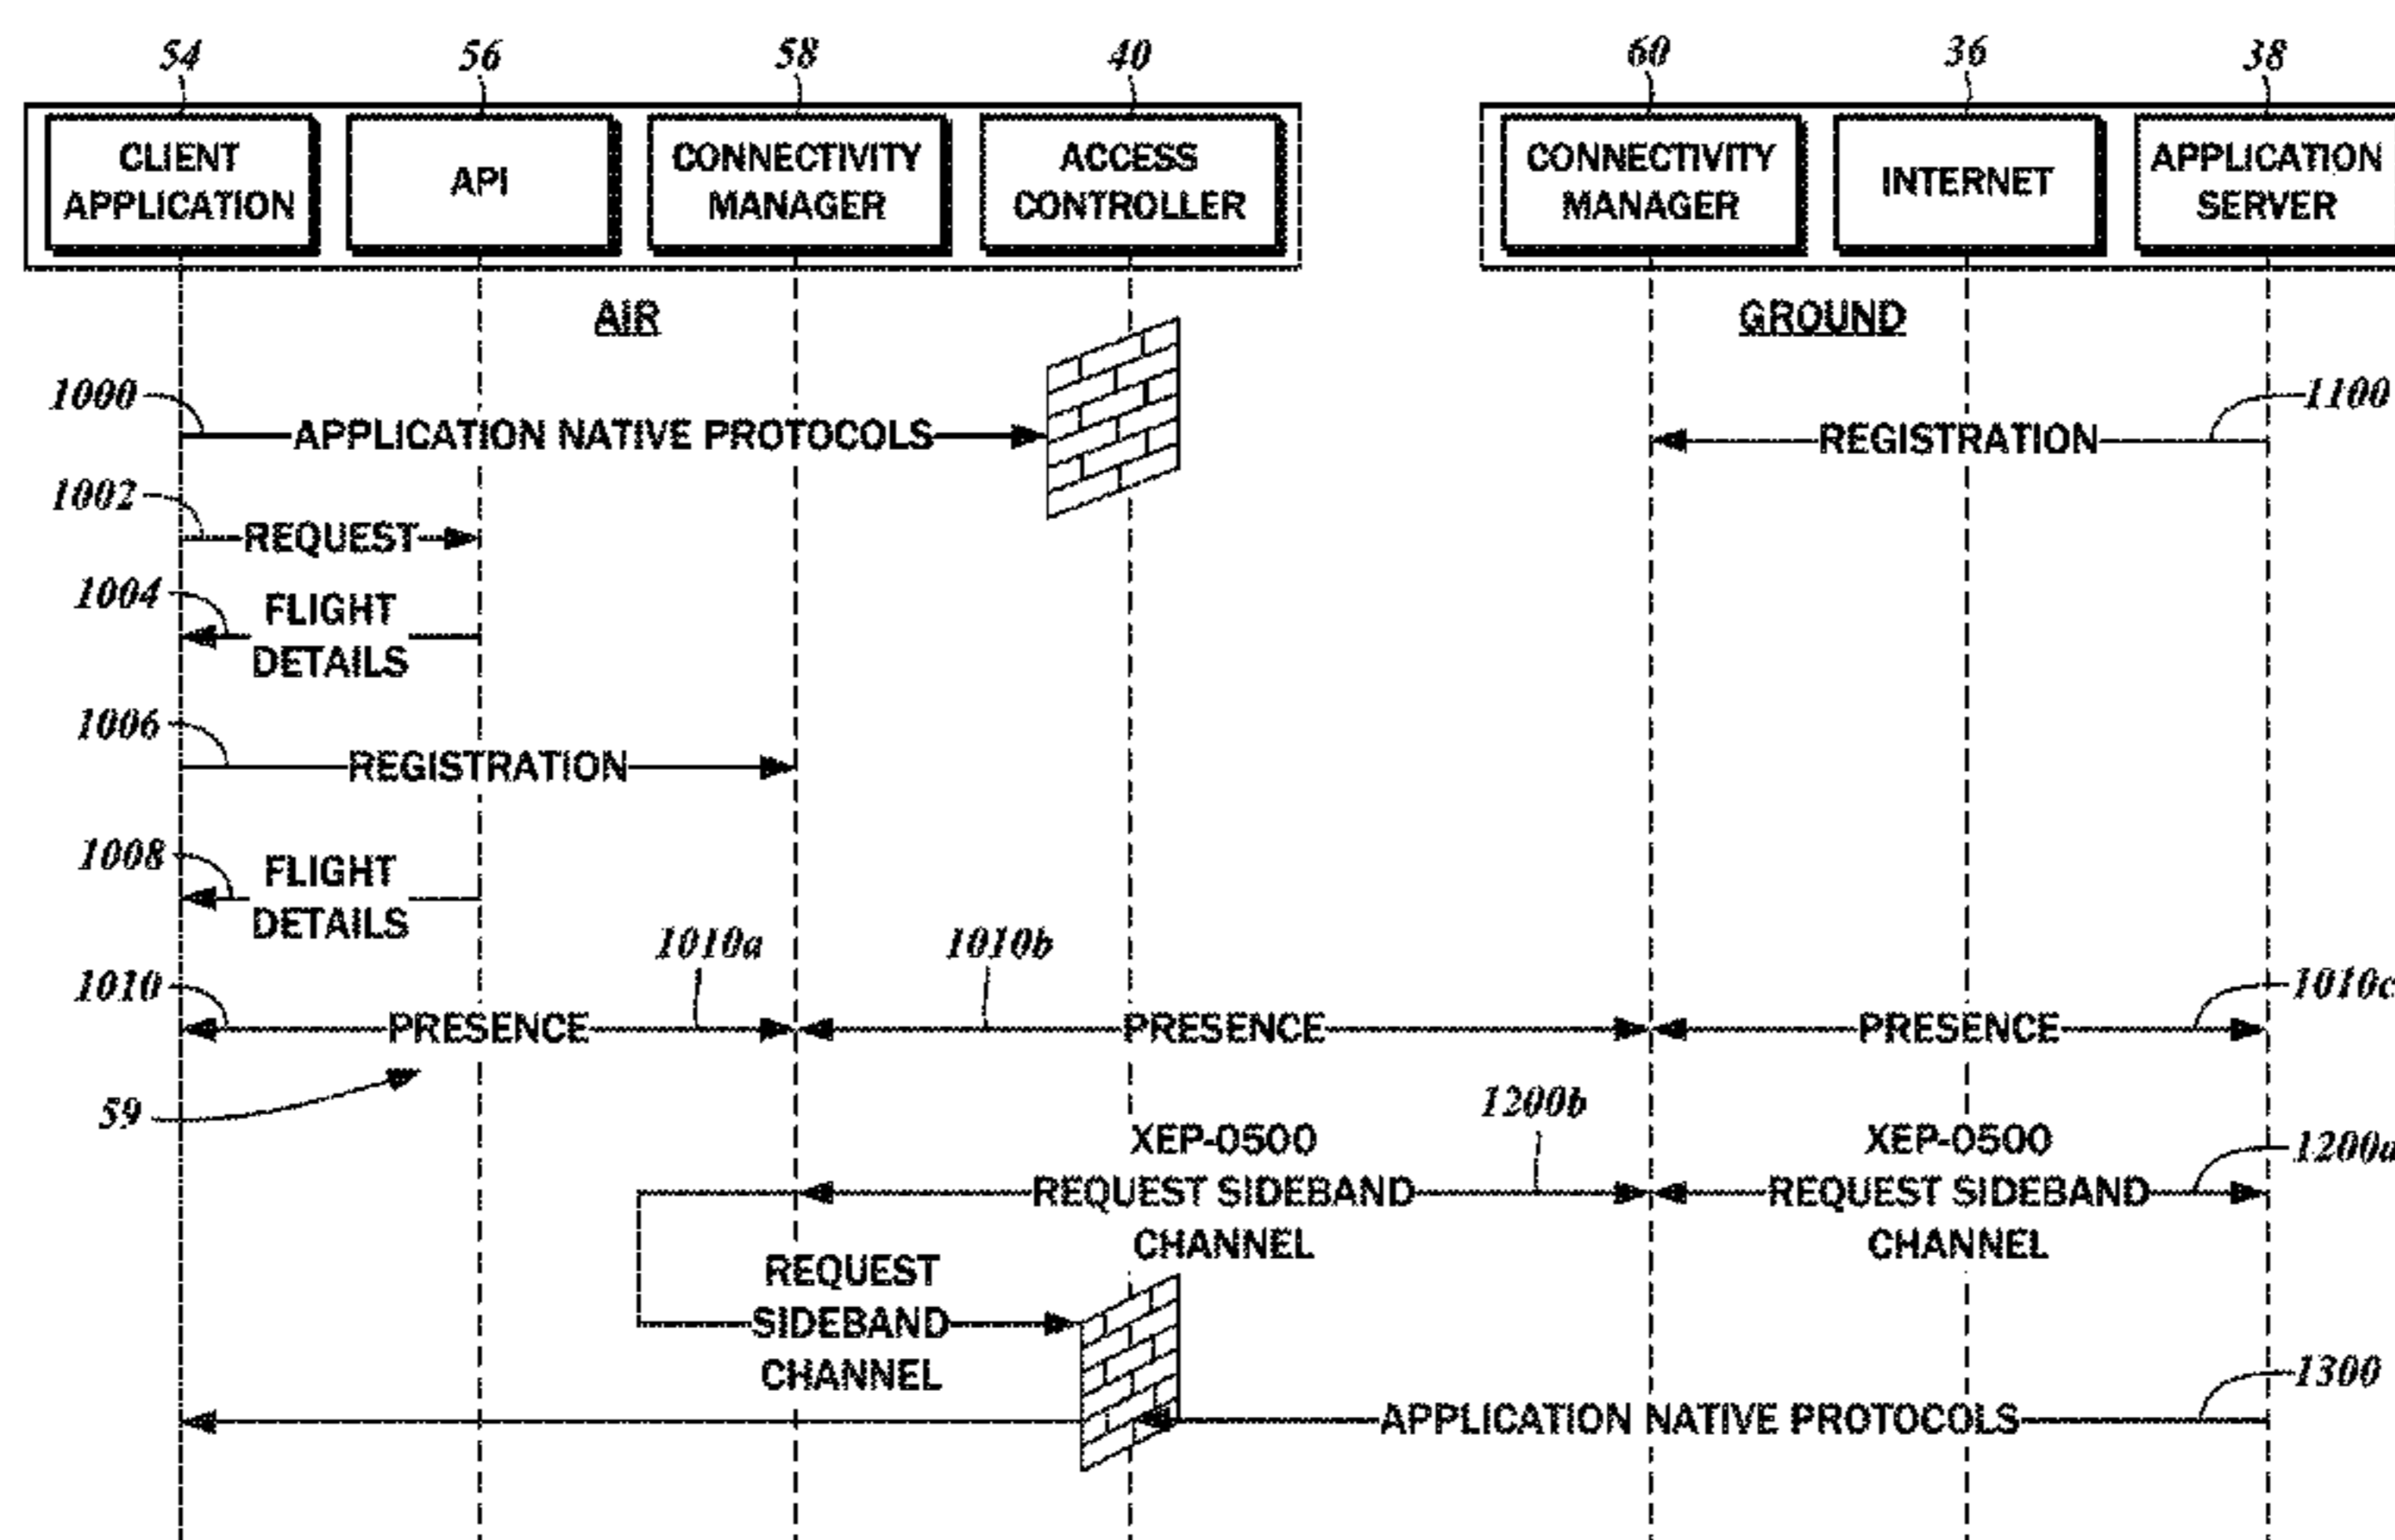 54 56 58 40 60 36 38
CLIENT
APPLICATION
API
CONNECTIVITY
MANAGER
ACCESS
CONTROLLER
CONNECTIVITY
MANAGER
INTERNET
APPLICATION
SERVER
AIR
GROUND
1000
APPLICATION NATIVE PROTOCOLS
REGISTRATION
1100
1002
REQUEST
1004
FLIGHT
DETAILS
1006
REGISTRATION
1008
FLIGHT
DETAILS
1010
PRESENCE
1010a
1010b
PRESENCE
PRESENCE
1010c
59
XEP-0500
REQUEST SIDEBAND
CHANNEL
1200b
XEP-0500
REQUEST SIDEBAND
CHANNEL
1200a
REQUEST
SIDEBAND
CHANNEL
APPLICATION NATIVE PROTOCOLS
1300